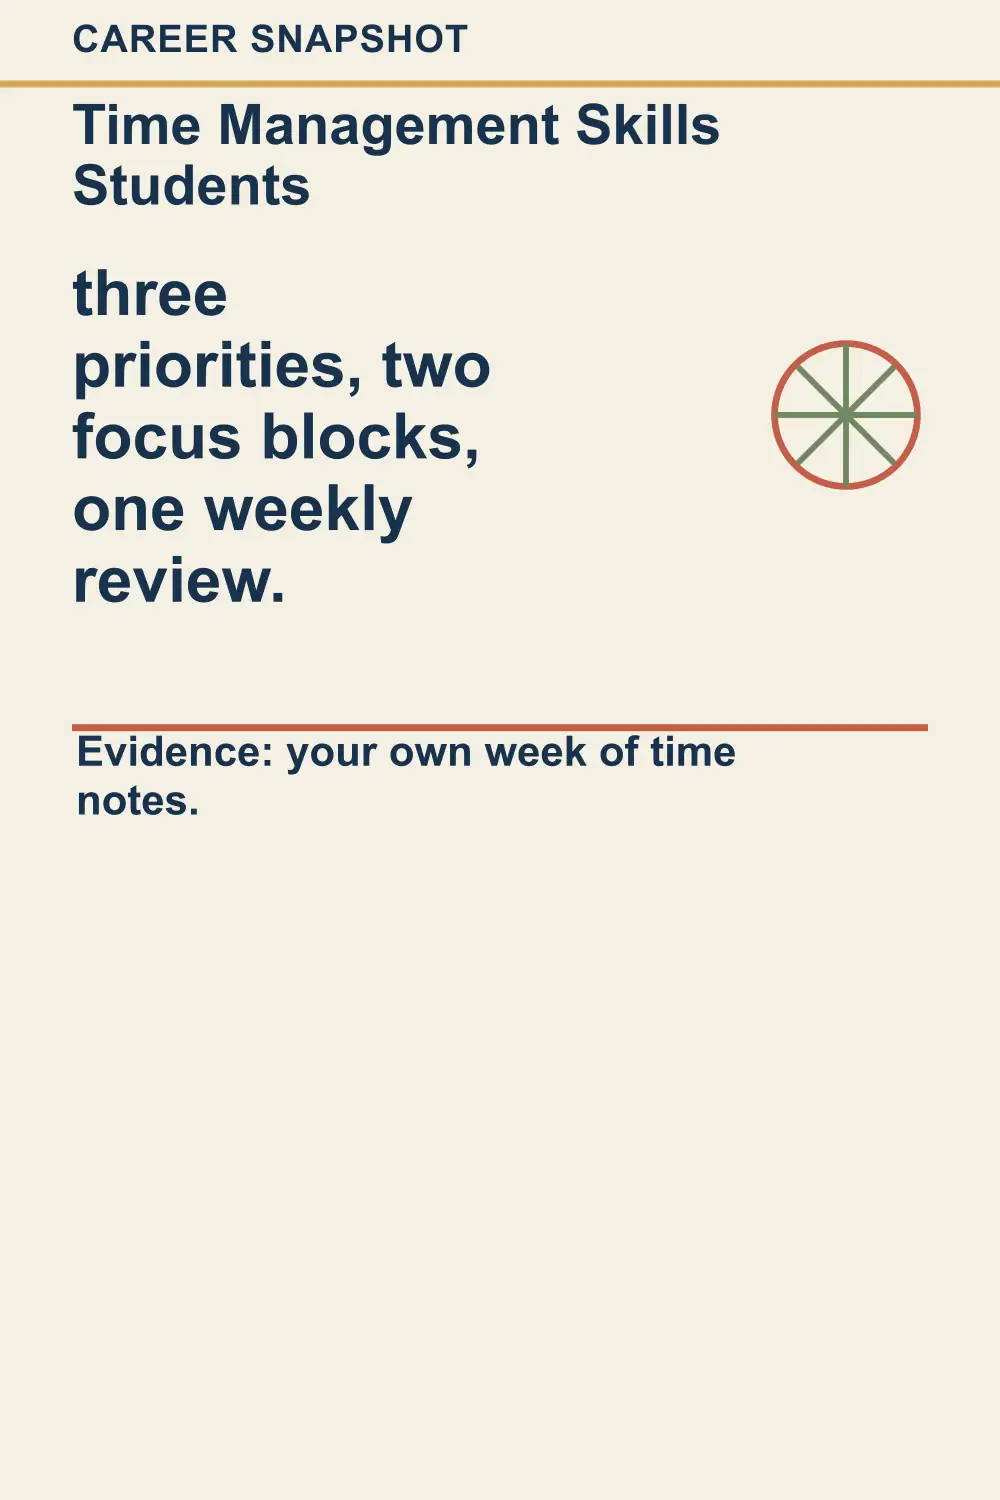 CAREER SNAPSHOT
Time Management Skills
Students
three
priorities, two
focus blocks,
one weekly
review.
Evidence: your own week of time
notes.